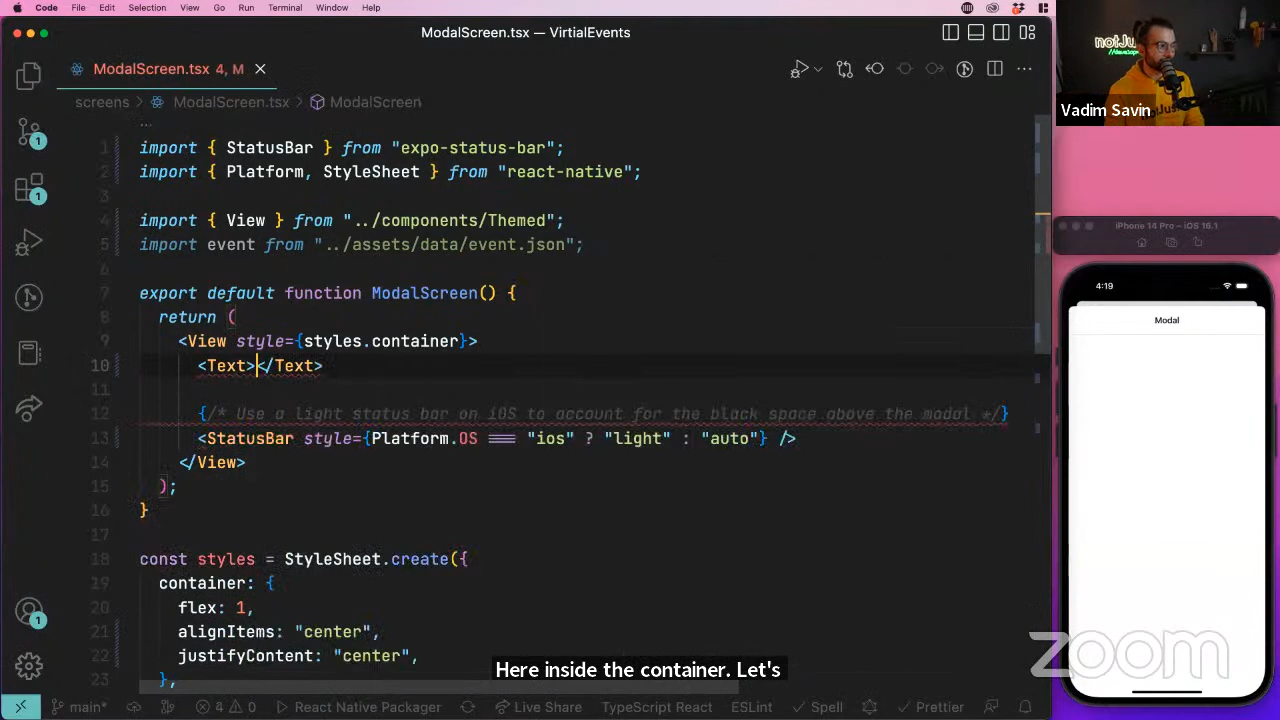 Code File Edit Selection View Go Run Terminal Window Help
ModalScreen.tsx — VirtialEvents
ModalScreen.tsx 4, M
screens > ModalScreen.tsx > ModalScreen
...
1 import { StatusBar } from "expo-status-bar";
2 import { Platform, StyleSheet } from "react-native";
3
4 import { View } from "../components/Themed";
5 import event from "../assets/data/event.json";
6
7 export default function ModalScreen() {
8 return (
9 <View style={styles.container}>
10 <Text></Text>
11
12 {/* Use a light status bar on iOS to account for the black space above the modal */}
13 <StatusBar style={Platform.OS === "ios" ? "light" : "auto"} />
14 </View>
15 );
16 }
17
18 const styles = StyleSheet.create({
19 container: {
20 flex: 1,
21 alignItems: "center",
22 justifyContent: "center",
23 },
1
1
1
Here inside the container. Let's
main* 4 0 React Native Packager Live Share TypeScript React ESLint Spell Prettier
notJus
Vadim Savin
iPhone 14 Pro – iOS 16.1
4:19
Modal
zoom